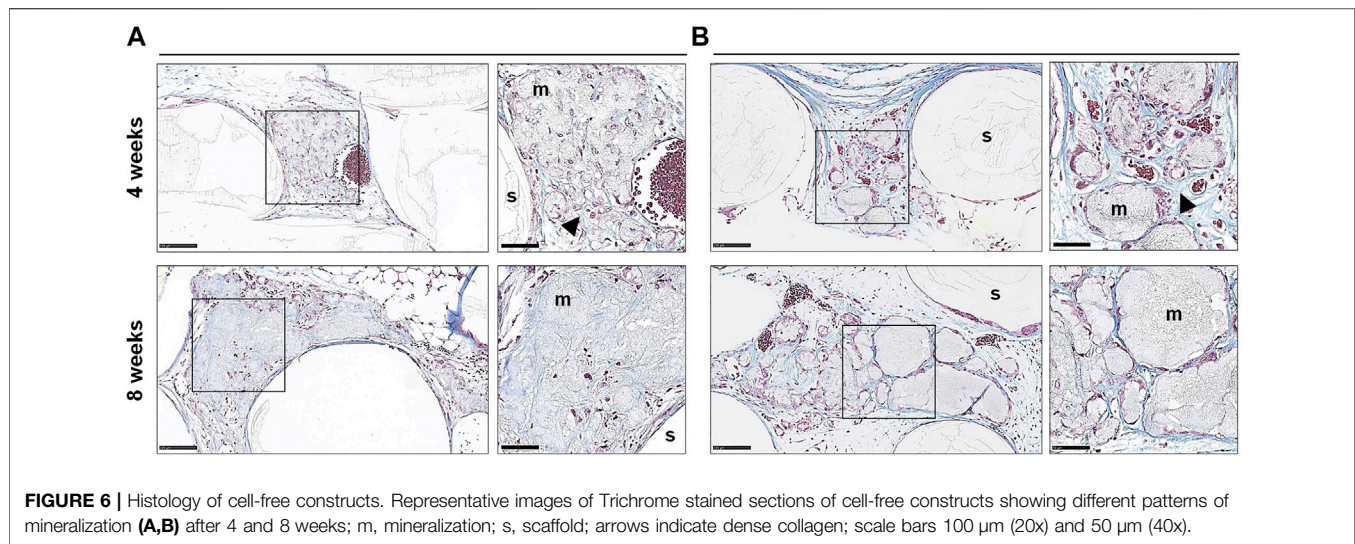 A
B
4 weeks
m
s
s
m
8 weeks
m
s
s
m
FIGURE 6 | Histology of cell-free constructs. Representative images of Trichrome stained sections of cell-free constructs showing different patterns of
mineralization (A,B) after 4 and 8 weeks; m, mineralization; s, scaffold; arrows indicate dense collagen; scale bars 100 µm (20x) and 50 µm (40x).